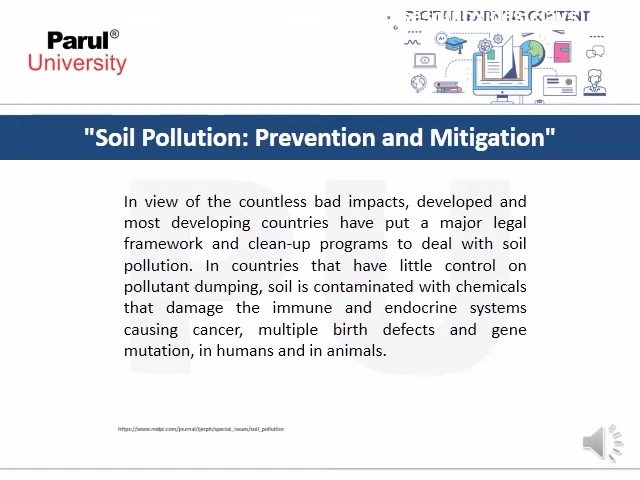 Parul®
University
"Soil Pollution: Prevention and Mitigation"
In view of the countless bad impacts, developed and
most developing countries have put a major legal
framework and clean-up programs to deal with soil
pollution. In countries that have little control on
pollutant dumping, soil is contaminated with chemicals
that damage the immune and endocrine systems
causing cancer, multiple birth defects and gene
mutation, in humans and in animals.
https://www.mdpi.com/journal/ijerph/special_issues/soil_pollution
PU